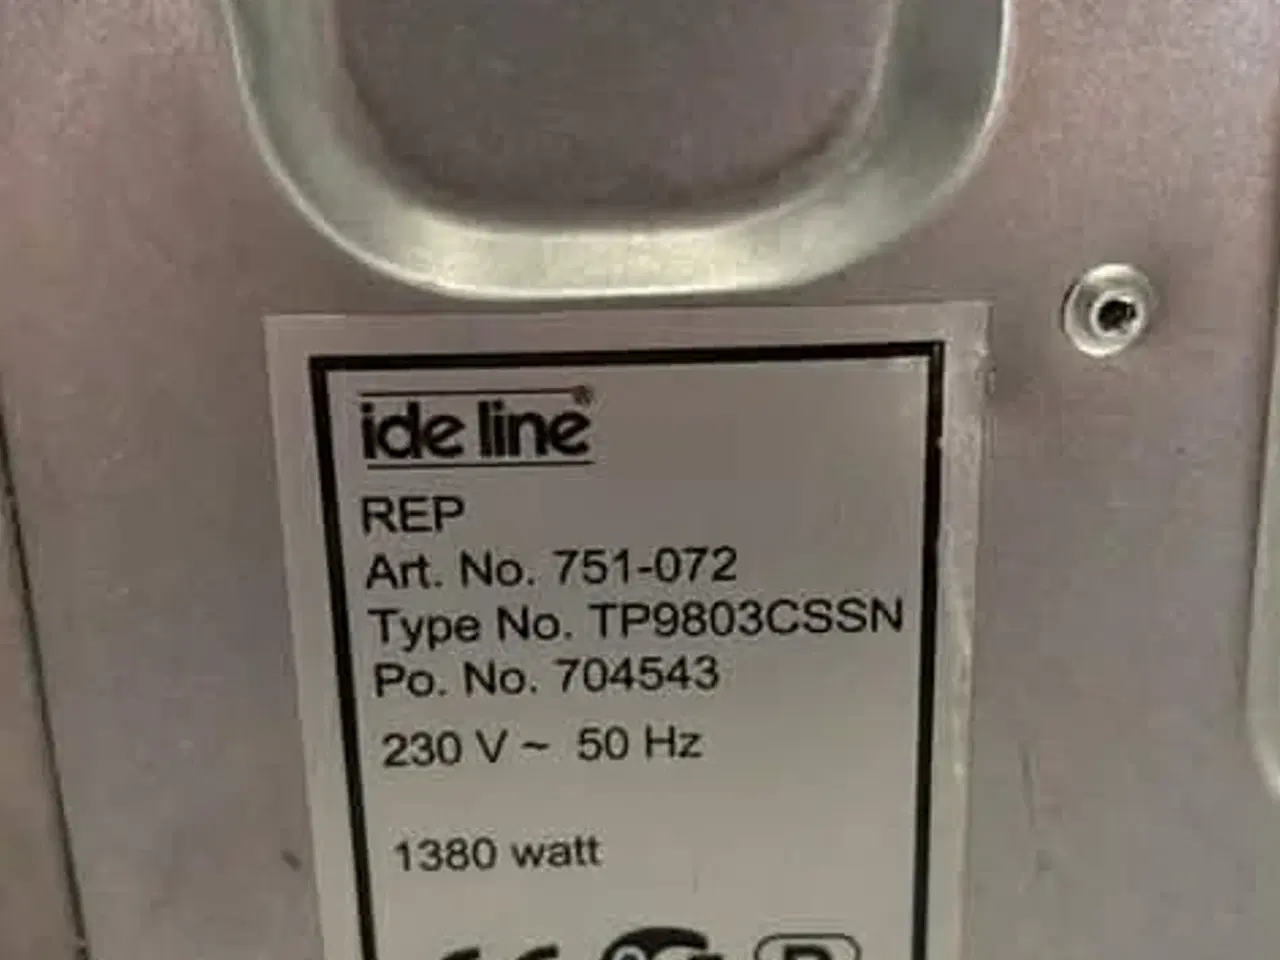 ide line®
REP
Art. No. 751-072
Type No. TP9803CSSN
Po. No. 704543
230 V ~ 50 Hz
1380 watt